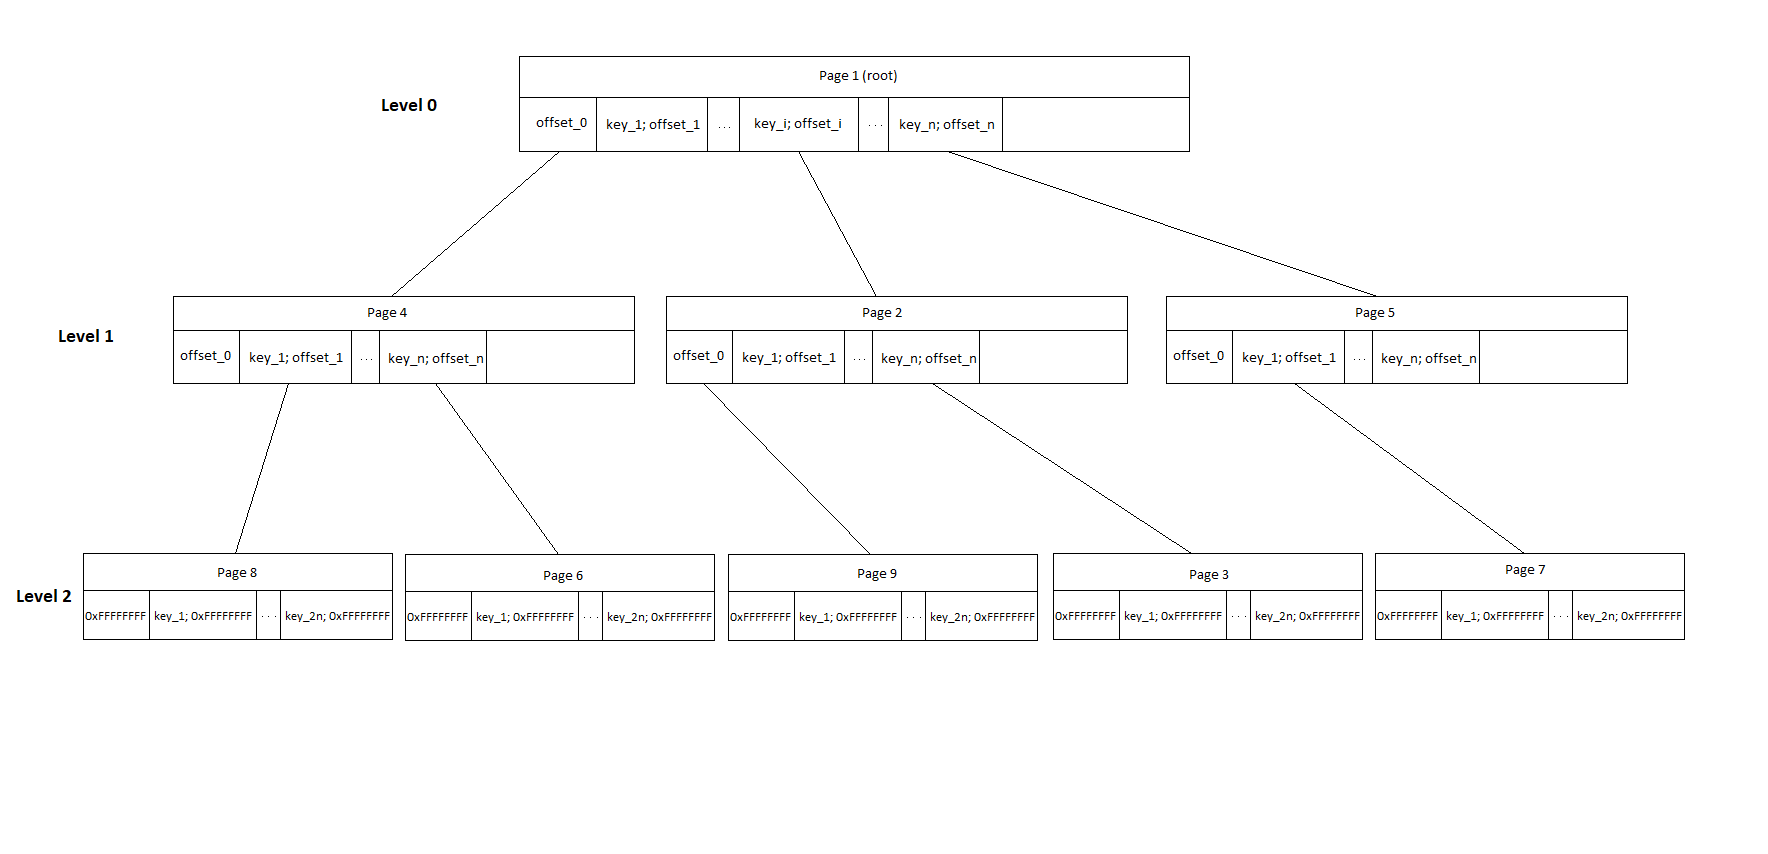 Page 1 (root)
Level 0
offset_0 key_1; offset_1 ... key_i; offset_i ... key_n; offset_n
Page 4 Page 2 Page 5
Level 1
offset_0 key_1; offset_1 ... key_n; offset_n offset_0 key_1; offset_1 ... key_n; offset_n offset_0 key_1; offset_1 ... key_n; offset_n
Page 8 Page 6 Page 9 Page 3 Page 7
Level 2
0xFFFFFFFF key_1; 0xFFFFFFFF ... key_2n; 0xFFFFFFFF 0xFFFFFFFF key_1; 0xFFFFFFFF ... key_2n; 0xFFFFFFFF 0xFFFFFFFF key_1; 0xFFFFFFFF ... key_2n; 0xFFFFFFFF 0xFFFFFFFF key_1; 0xFFFFFFFF ... key_2n; 0xFFFFFFFF 0xFFFFFFFF key_1; 0xFFFFFFFF ... key_2n; 0xFFFFFFFF